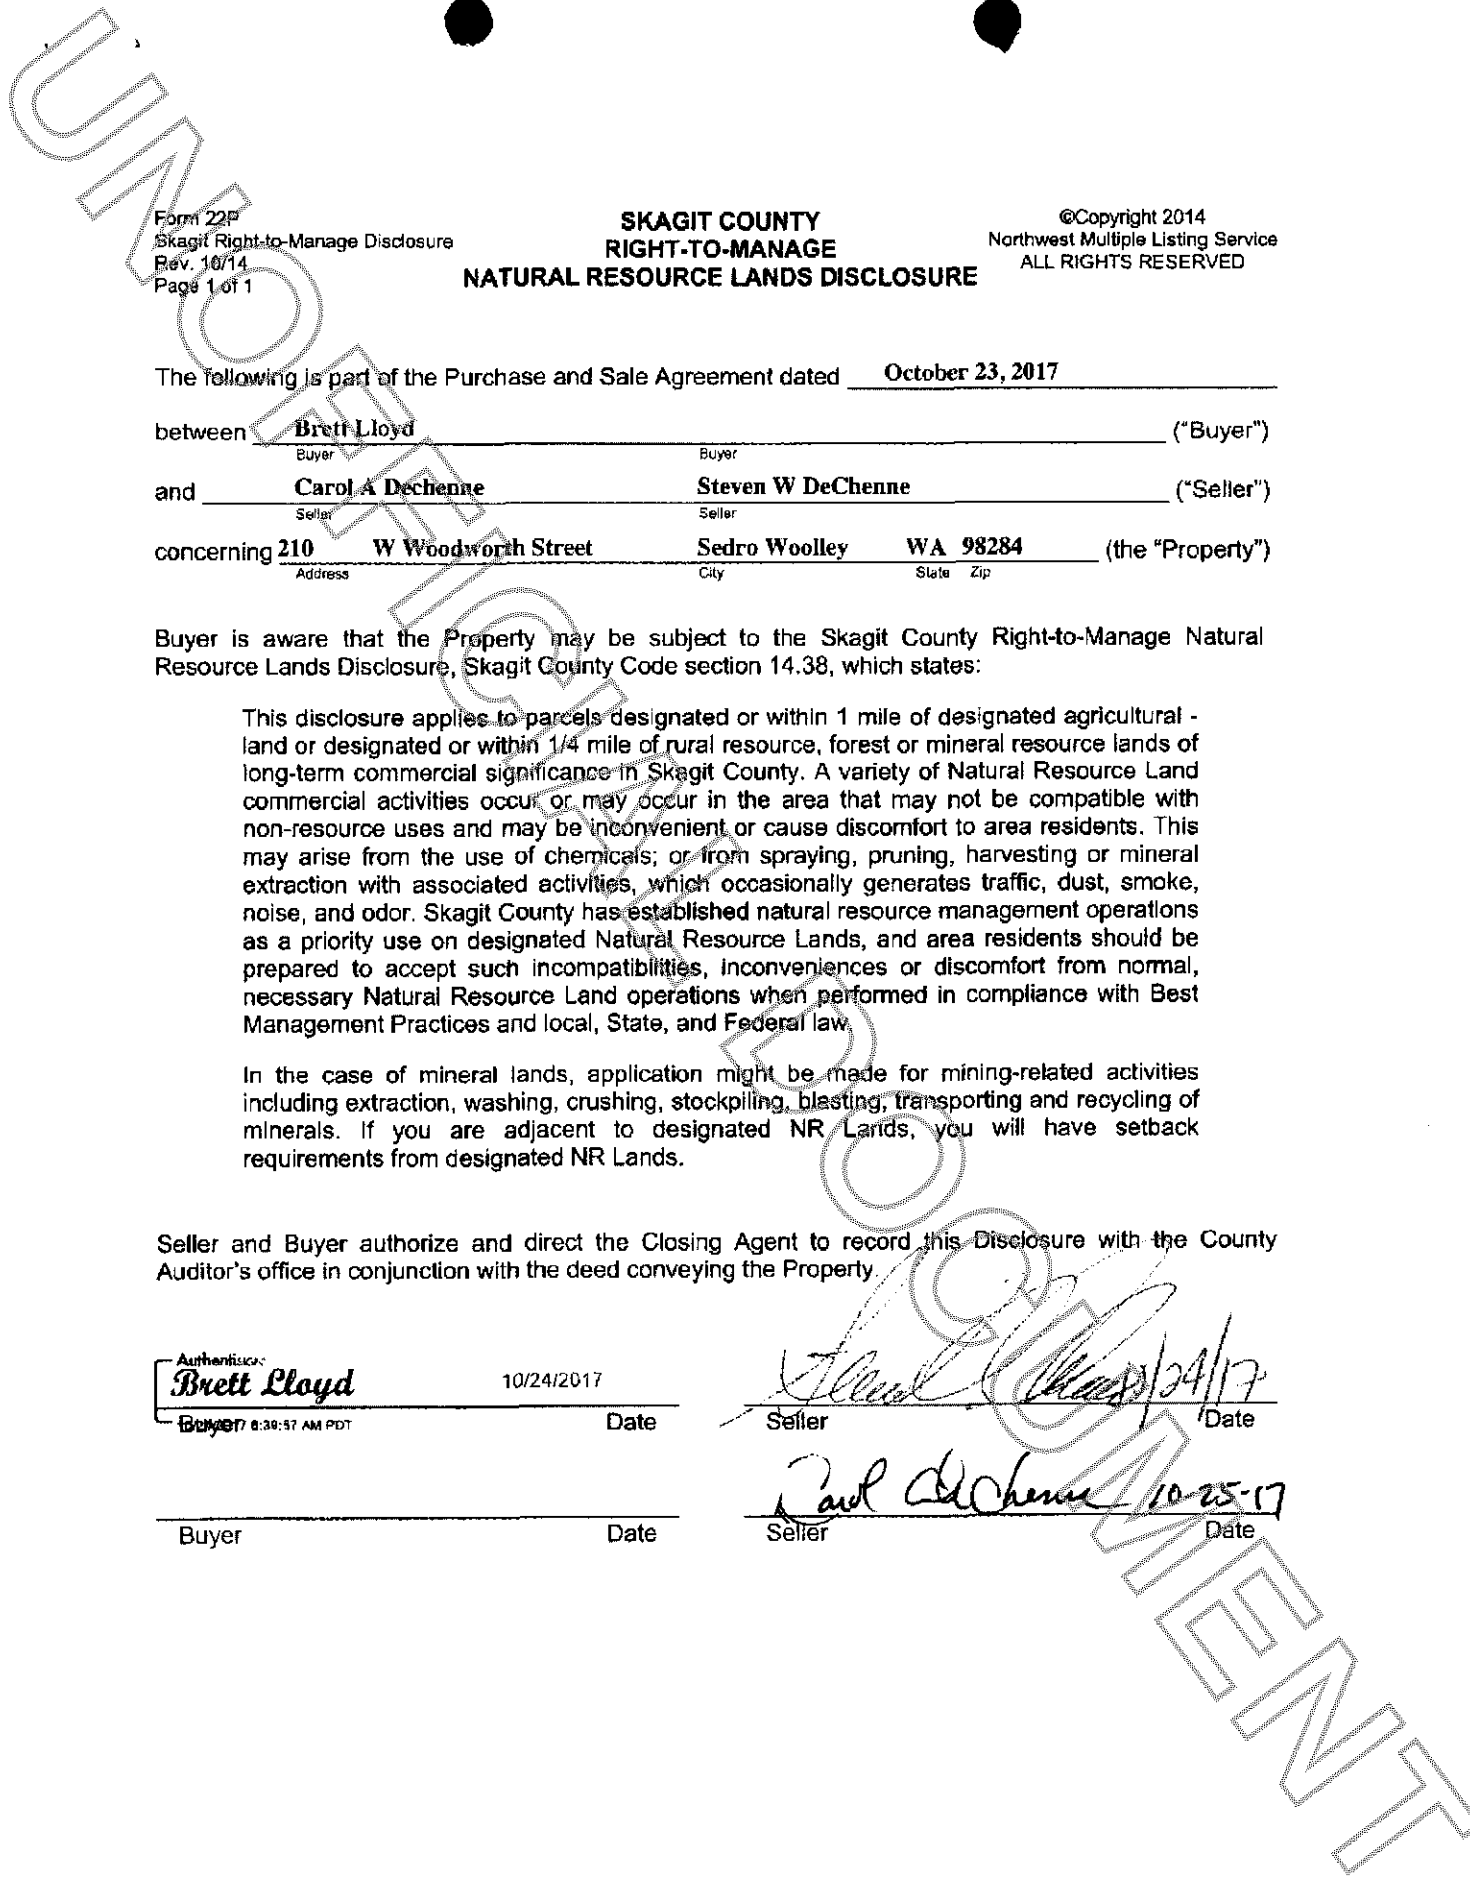 Form 22P
Skagit Right-to-Manage Disclosure
Rev. 10/14
Page 1 of 1
SKAGIT COUNTY
RIGHT-TO-MANAGE
NATURAL RESOURCE LANDS DISCLOSURE
©Copyright 2014
Northwest Multiple Listing Service
ALL RIGHTS RESERVED
The following is part of the Purchase and Sale Agreement dated October 23, 2017
between Brett Lloyd ("Buyer")
Buyer Buyer
and Carol A Dechenne Steven W DeChenne ("Seller")
Seller Seller
concerning 210 W Woodworth Street Sedro Woolley WA 98284 (the "Property")
Address City State Zip
Buyer is aware that the Property may be subject to the Skagit County Right-to-Manage Natural
Resource Lands Disclosure, Skagit County Code section 14.38, which states:
This disclosure applies to parcels designated or within 1 mile of designated agricultural -
land or designated or within 1/4 mile of rural resource, forest or mineral resource lands of
long-term commercial significance in Skagit County. A variety of Natural Resource Land
commercial activities occur or may occur in the area that may not be compatible with
non-resource uses and may be inconvenient or cause discomfort to area residents. This
may arise from the use of chemicals; or from spraying, pruning, harvesting or mineral
extraction with associated activities, which occasionally generates traffic, dust, smoke,
noise, and odor. Skagit County has established natural resource management operations
as a priority use on designated Natural Resource Lands, and area residents should be
prepared to accept such incompatibilities, inconveniences or discomfort from normal,
necessary Natural Resource Land operations when performed in compliance with Best
Management Practices and local, State, and Federal law.
In the case of mineral lands, application might be made for mining-related activities
including extraction, washing, crushing, stockpiling, blasting, transporting and recycling of
minerals. If you are adjacent to designated NR Lands, you will have setback
requirements from designated NR Lands.
Seller and Buyer authorize and direct the Closing Agent to record this Disclosure with the County
Auditor's office in conjunction with the deed conveying the Property.
Brett Lloyd 10/24/2017
Buyer Date Seller Date
8:39:57 AM PDT
Carol DeChenne 10-25-17
Buyer Date Seller Date
UNOFFICIAL DOCUMENT